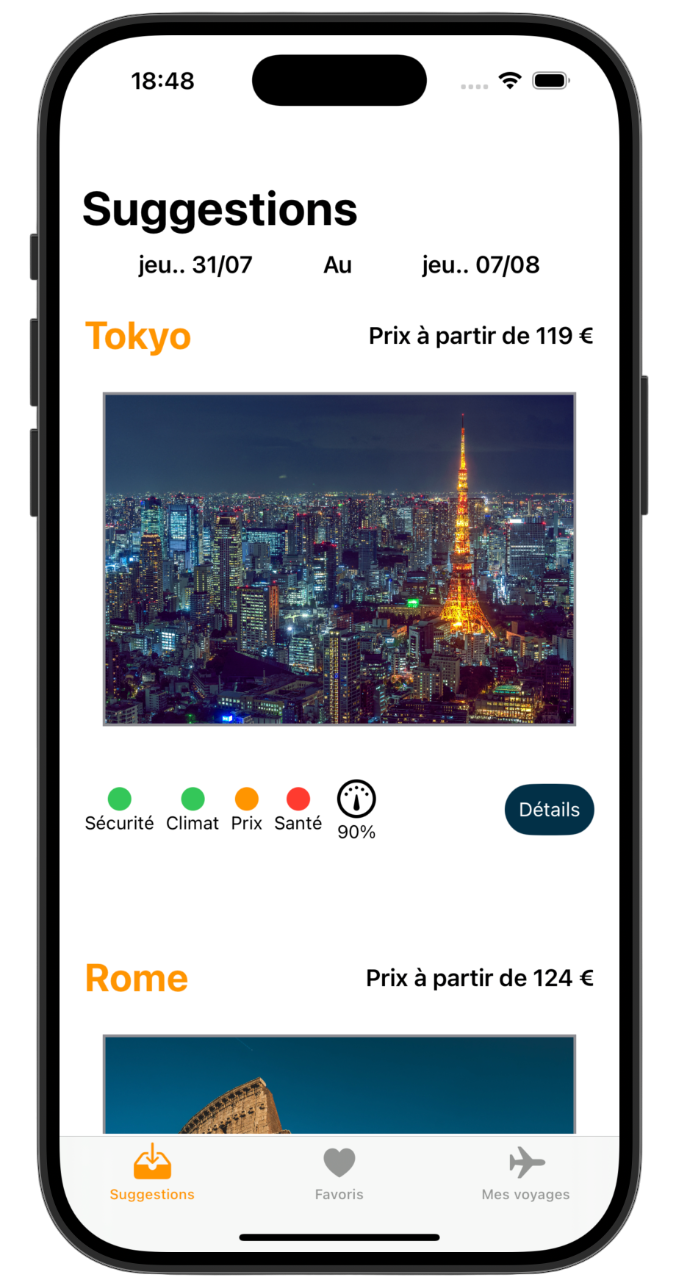 18:48
Suggestions
jeu.. 31/07 Au jeu.. 07/08
Tokyo Prix à partir de 119 €
Sécurité Climat Prix Santé 90% Détails
Rome Prix à partir de 124 €
Suggestions Favoris Mes voyages